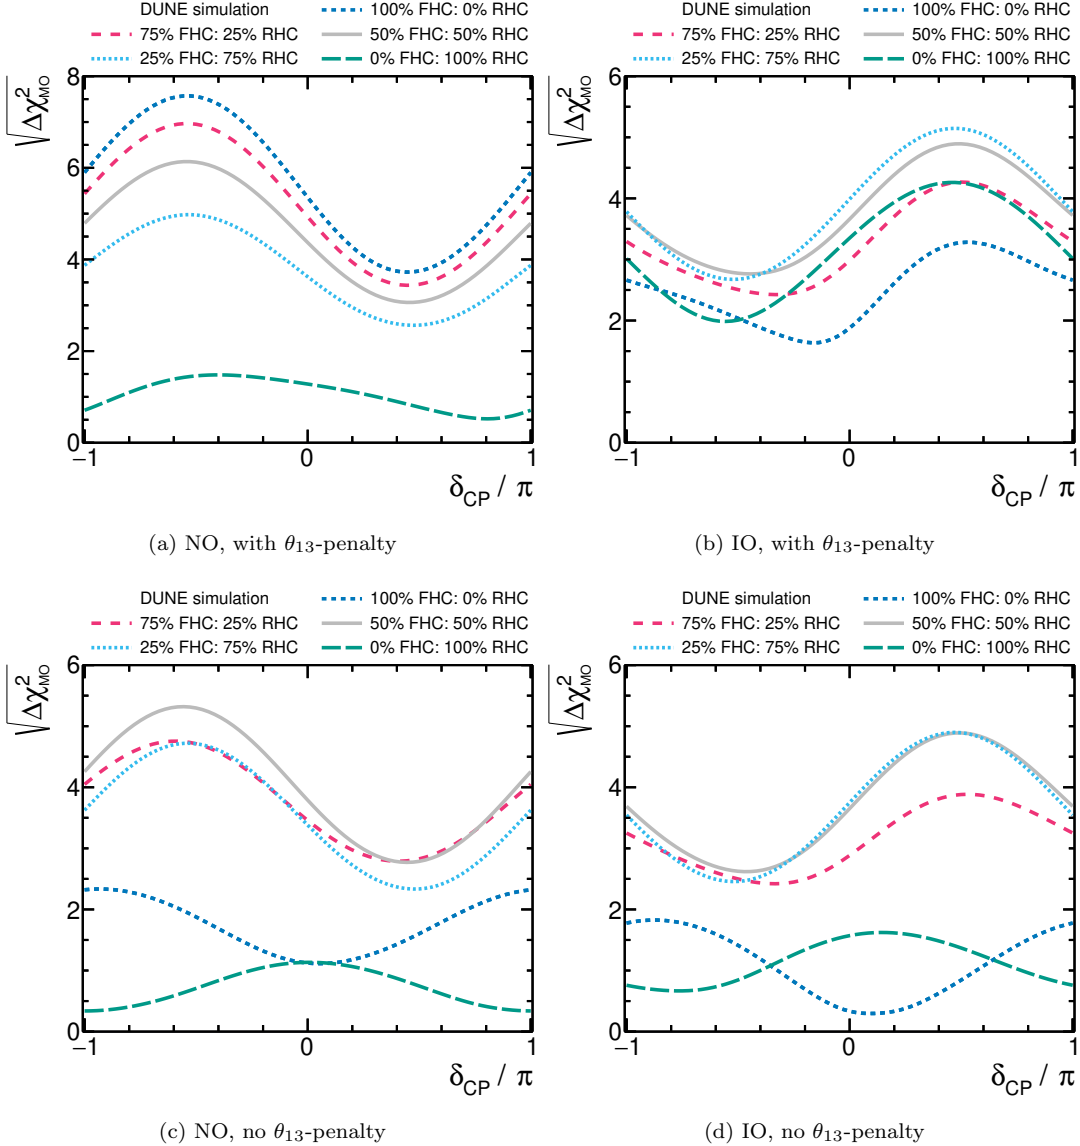 DUNE simulation
100% FHC: 0% RHC
75% FHC: 25% RHC
50% FHC: 50% RHC
25% FHC: 75% RHC
0% FHC: 100% RHC
√Δχ²MO
8
6
4
2
0
−1
0
1
δCP / π
(a) NO, with θ13-penalty
DUNE simulation
100% FHC: 0% RHC
75% FHC: 25% RHC
50% FHC: 50% RHC
25% FHC: 75% RHC
0% FHC: 100% RHC
√Δχ²MO
6
4
2
0
−1
0
1
δCP / π
(b) IO, with θ13-penalty
DUNE simulation
100% FHC: 0% RHC
75% FHC: 25% RHC
50% FHC: 50% RHC
25% FHC: 75% RHC
0% FHC: 100% RHC
√Δχ²MO
6
4
2
0
−1
0
1
δCP / π
(c) NO, no θ13-penalty
DUNE simulation
100% FHC: 0% RHC
75% FHC: 25% RHC
50% FHC: 50% RHC
25% FHC: 75% RHC
0% FHC: 100% RHC
√Δχ²MO
6
4
2
0
−1
0
1
δCP / π
(d) IO, no θ13-penalty